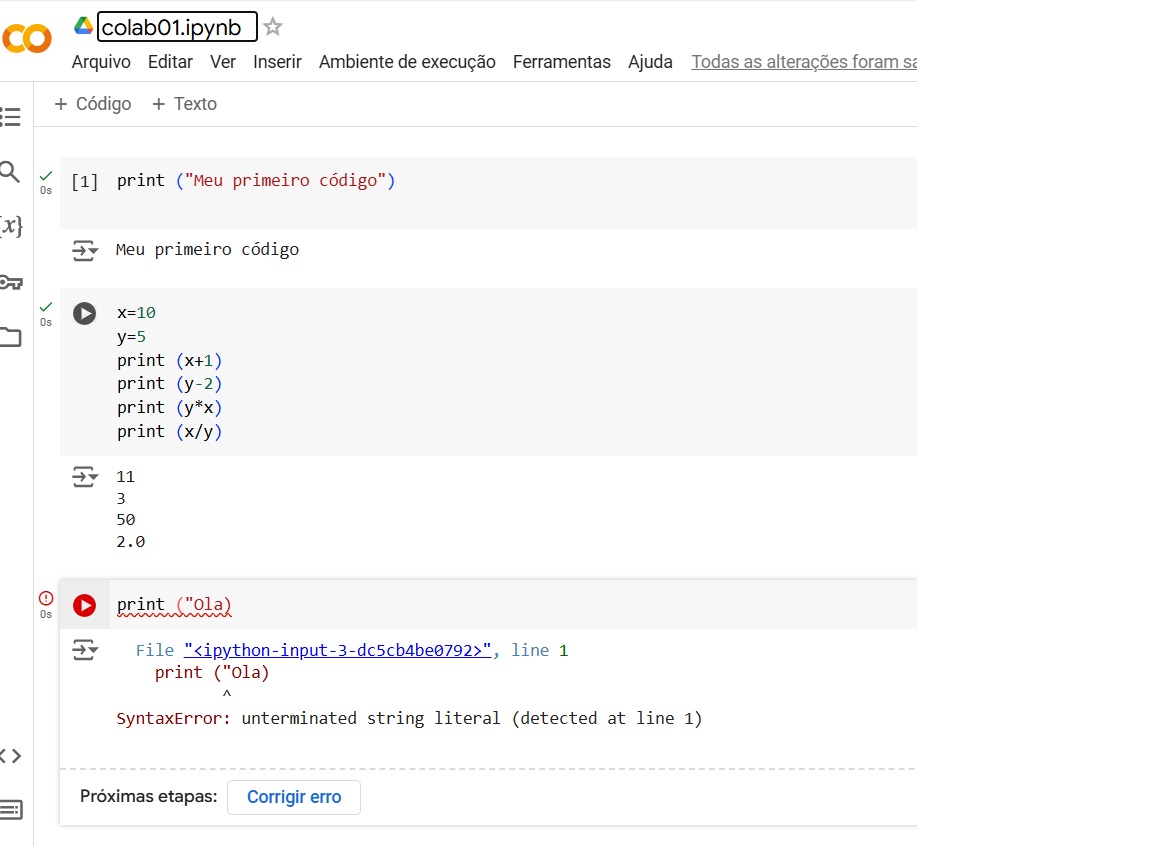 colab01.ipynb
Arquivo Editar Ver Inserir Ambiente de execução Ferramentas Ajuda Todas as alterações foram sa
+ Código + Texto
0s [1] print ("Meu primeiro código")
Meu primeiro código
{x}
0s
x=10
y=5
print (x+1)
print (y-2)
print (y*x)
print (x/y)
11
3
50
2.0
0s print ("Ola)
File "<ipython-input-3-dc5cb4be0792>", line 1
print ("Ola)
^
SyntaxError: unterminated string literal (detected at line 1)
Próximas etapas: Corrigir erro